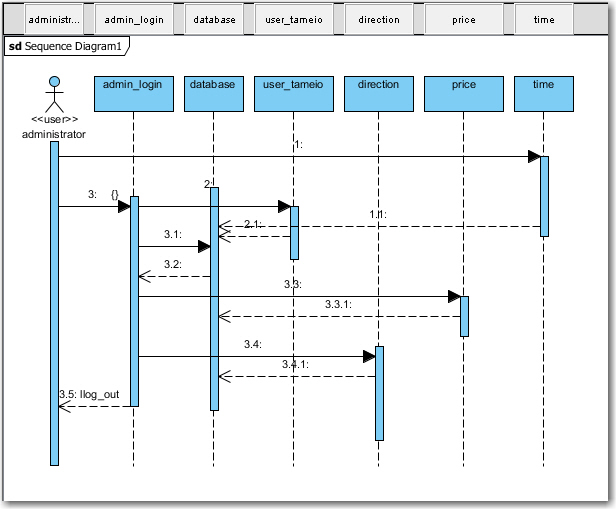 administr... admin_login database user_tameio direction price time
sd Sequence Diagram1
admin_login database user_tameio direction price time
<<user>>
administrator
1:
2:
3: {}
1.1:
2.1:
3.1:
3.2:
3.3:
3.3.1:
3.4:
3.4.1:
3.5: llog_out